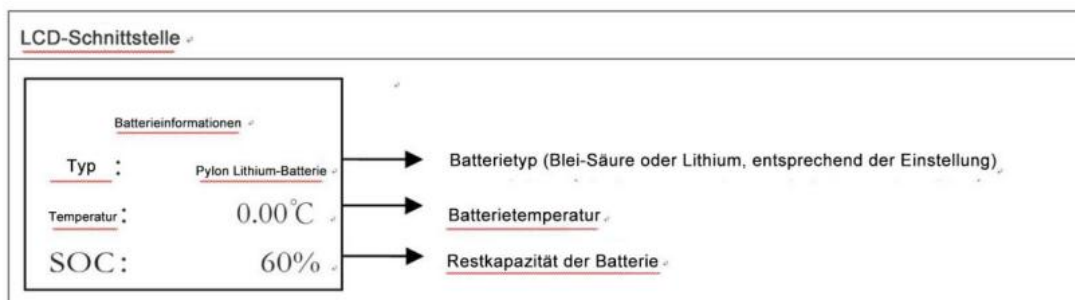 LCD-Schnittstelle
Batterieinformationen
Typ : Pylon Lithium-Batterie
Batterietyp (Blei-Säure oder Lithium, entsprechend der Einstellung)
Temperatur : 0.00℃
Batterietemperatur
SOC : 60%
Restkapazität der Batterie